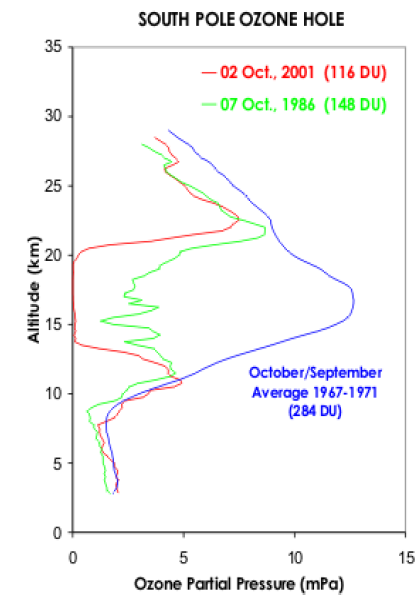 SOUTH POLE OZONE HOLE
35
02 Oct., 2001 (116 DU)
07 Oct., 1986 (148 DU)
30
25
20
15
10
5
0
Altitude (km)
October/September
Average 1967-1971
(284 DU)
0 5 10 15
Ozone Partial Pressure (mPa)